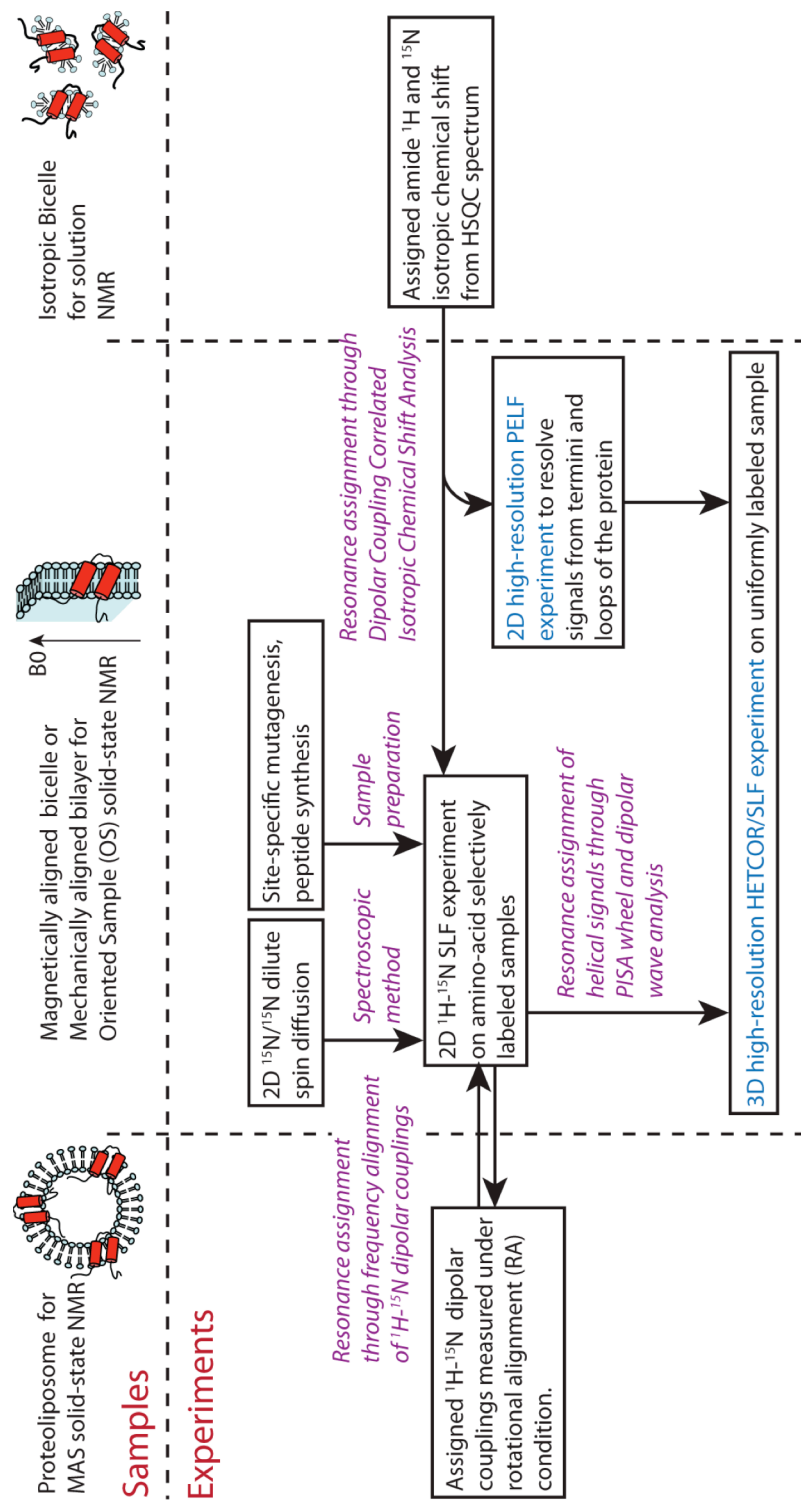 Proteoliposome for
MAS solid-state NMR
Magnetically aligned bicelle or
Mechanically aligned bilayer for
Oriented Sample (OS) solid-state NMR
B0
Isotropic Bicelle
for solution
NMR
Samples
Experiments
Resonance assignment
through frequency alignment
of ¹H-¹⁵N dipolar couplings
2D ¹⁵N/¹⁵N dilute
spin diffusion
Site-specific mutagenesis,
peptide synthesis
Spectroscopic
method
Sample
preparation
Resonance assignment through
Dipolar Coupling Correlated
Isotropic Chemical Shift Analysis
Assigned amide ¹H and ¹⁵N
isotropic chemical shift
from HSQC spectrum
Assigned ¹H-¹⁵N dipolar
couplings measured under
rotational alignment (RA)
condition.
2D ¹H-¹⁵N SLF experiment
on amino-acid selectively
labeled samples
2D high-resolution PELF
experiment to resolve
signals from termini and
loops of the protein
Resonance assignment of
helical signals through
PISA wheel and dipolar
wave analysis
3D high-resolution HETCOR/SLF experiment on uniformly labeled sample